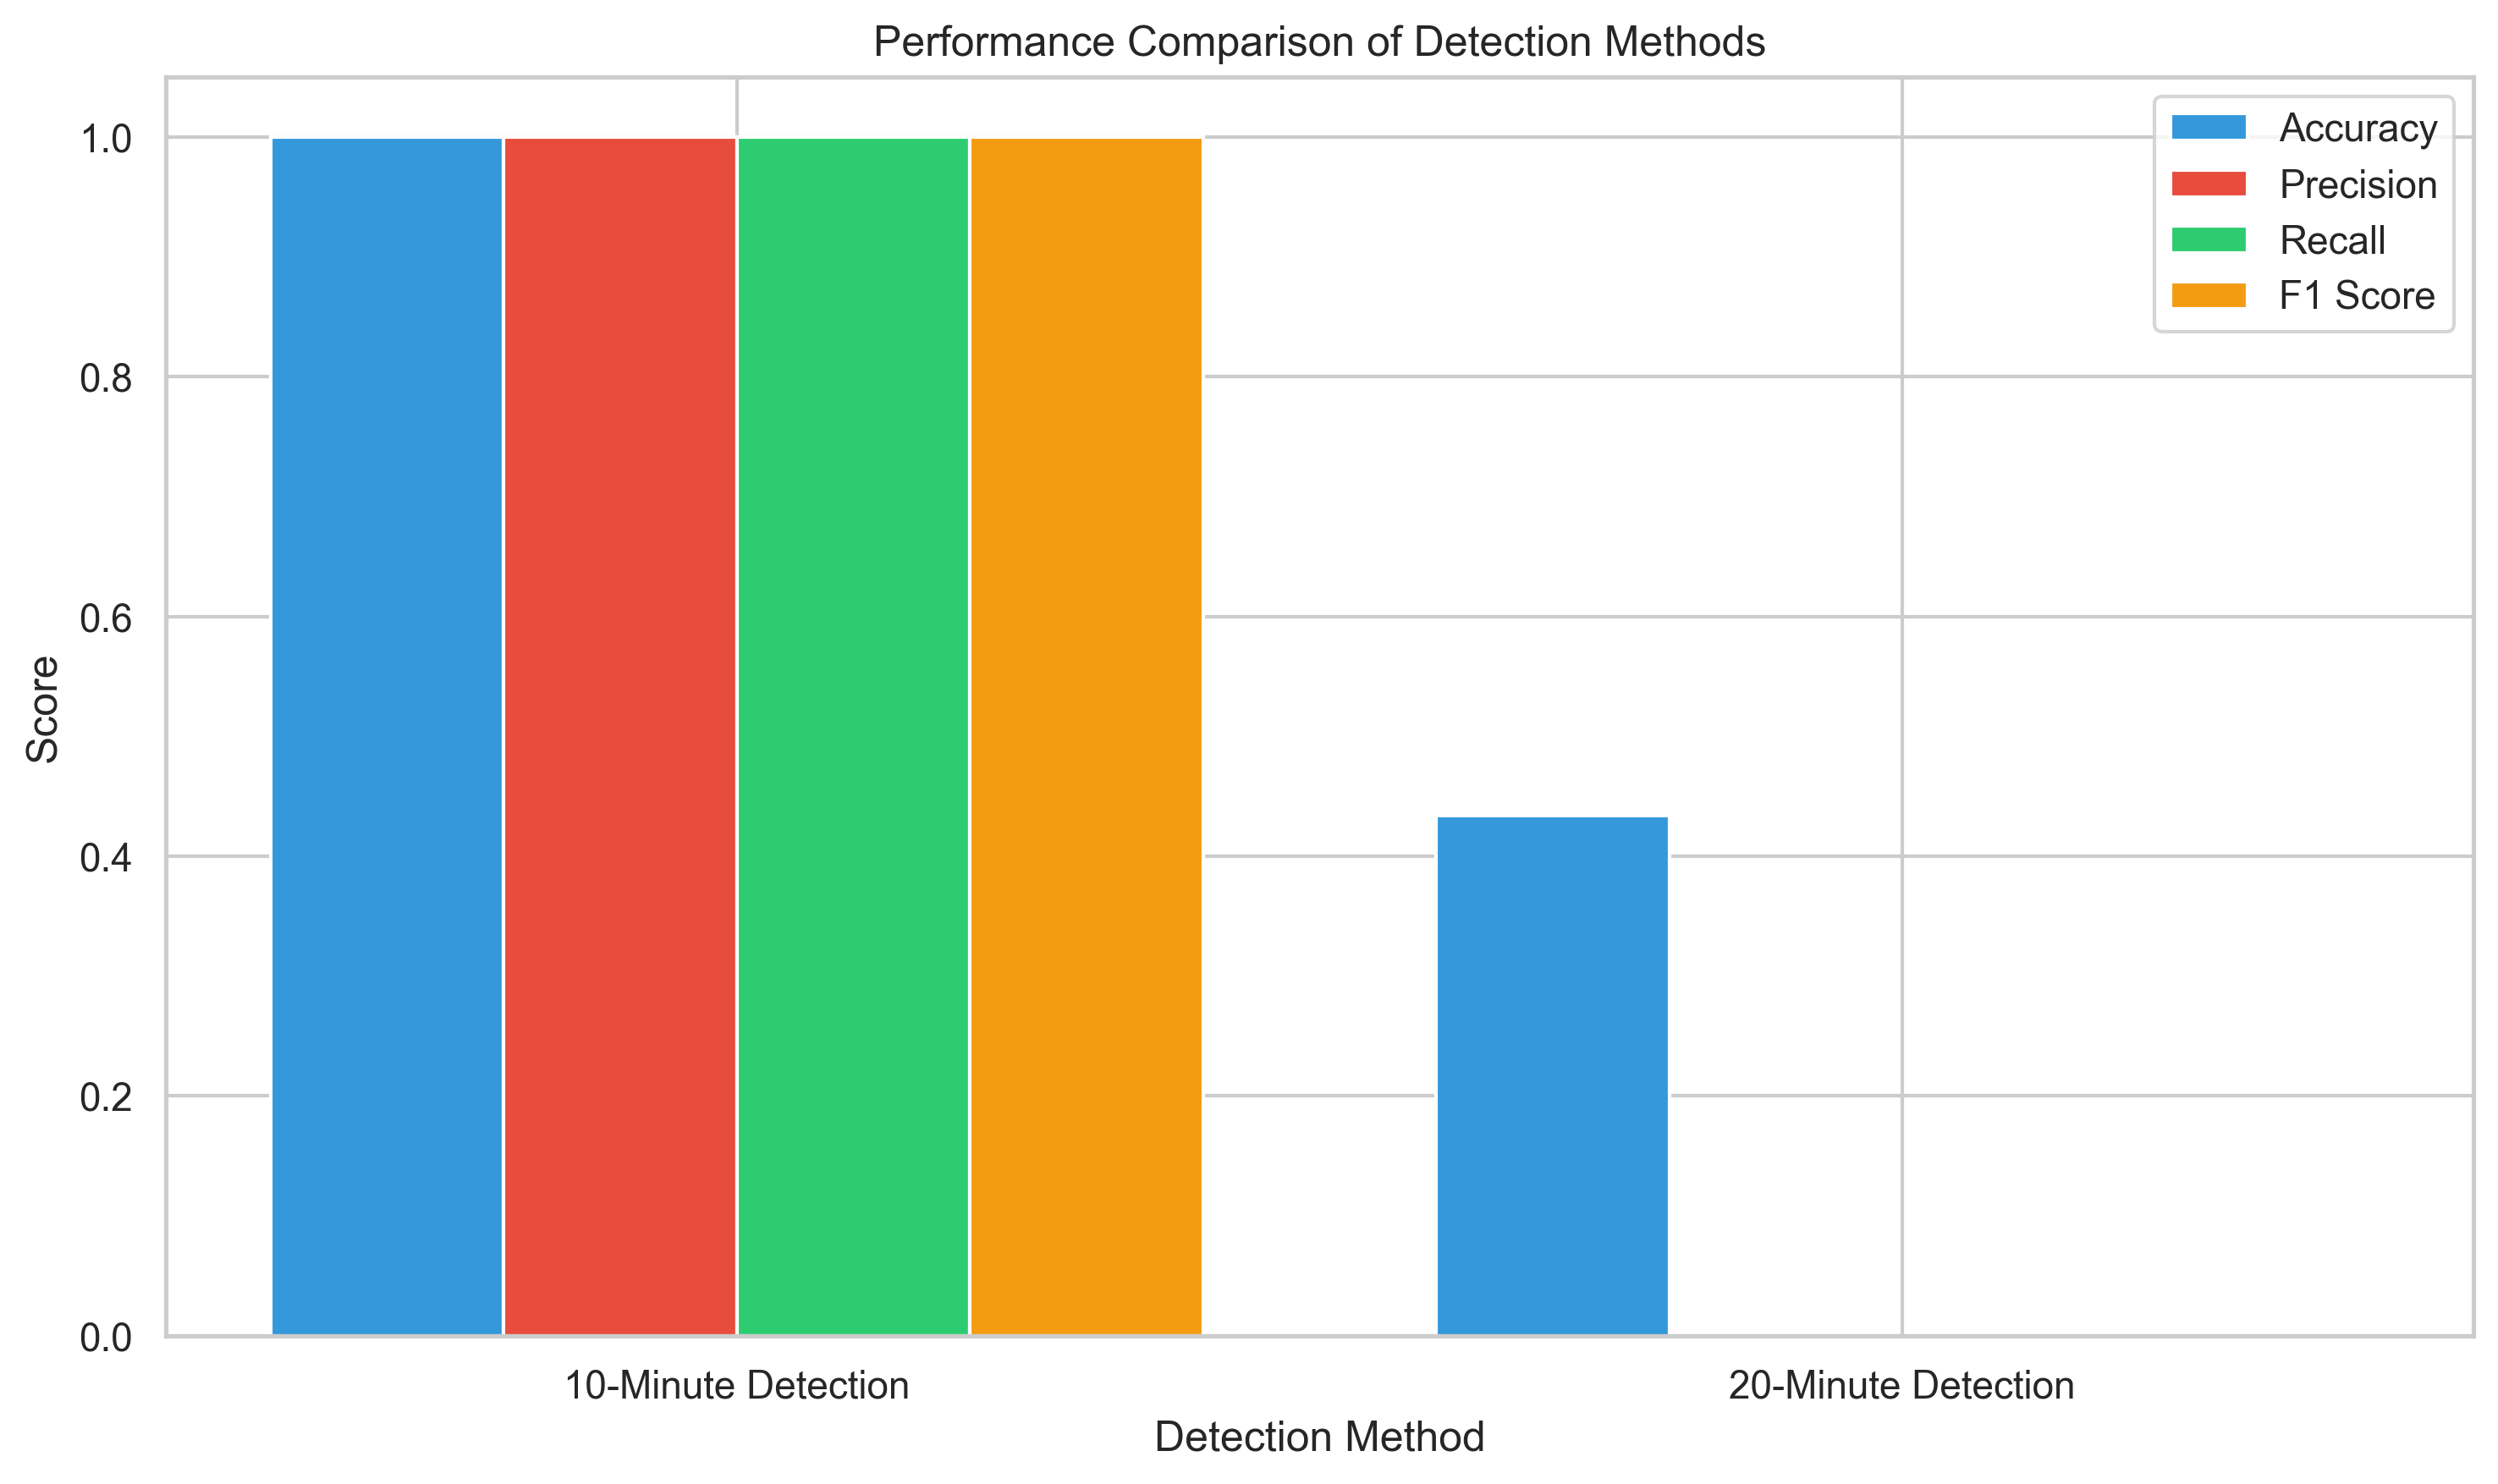 Performance Comparison of Detection Methods
Accuracy
Precision
Recall
F1 Score
Score
1.0
0.8
0.6
0.4
0.2
0.0
10-Minute Detection
20-Minute Detection
Detection Method